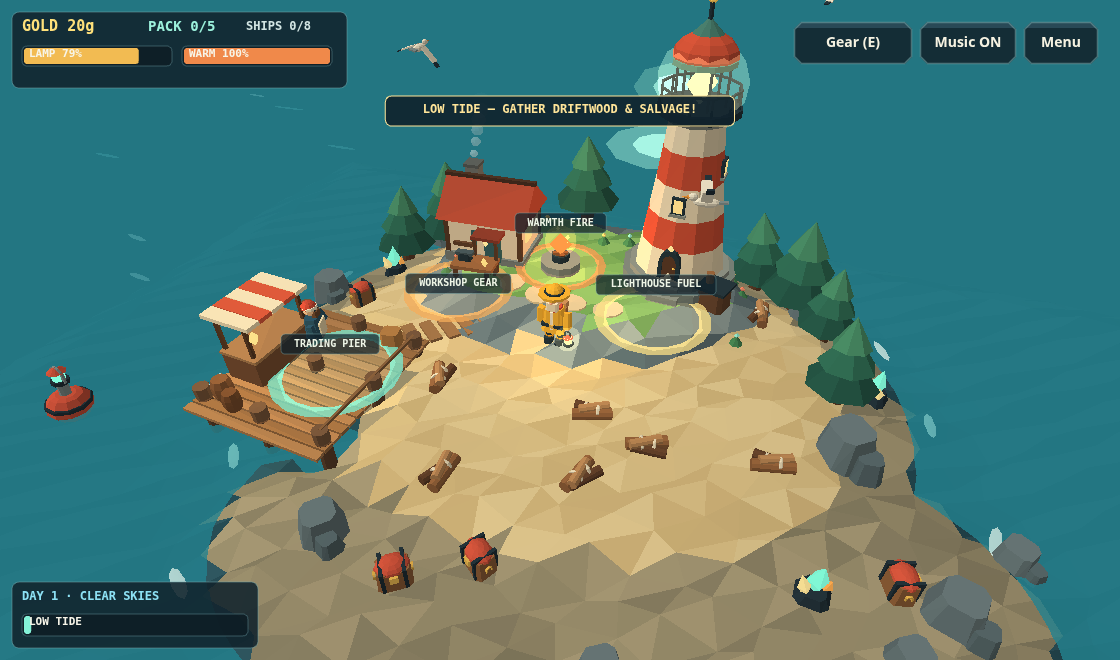 GOLD 20g
PACK 0/5
SHIPS 0/8
LAMP 79%
WARM 100%
Gear (E)
Music ON
Menu
LOW TIDE — GATHER DRIFTWOOD & SALVAGE!
WARMTH FIRE
WORKSHOP GEAR
LIGHTHOUSE FUEL
TRADING PIER
DAY 1 · CLEAR SKIES
LOW TIDE